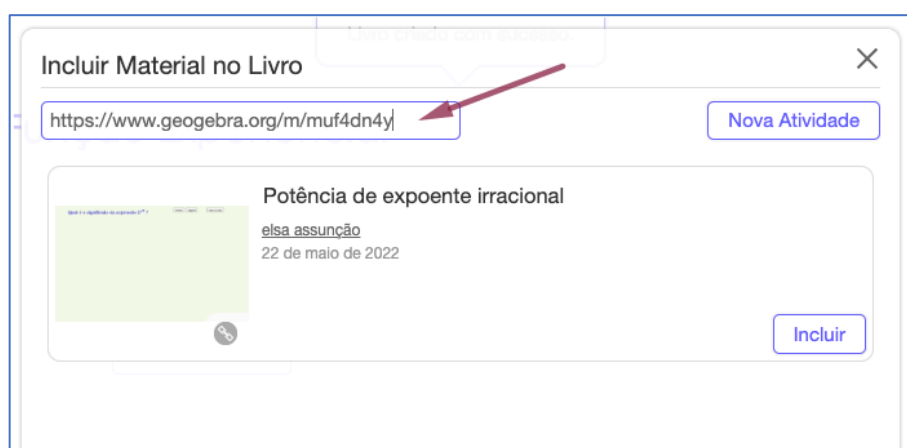 Livro criado com sucesso.
Incluir Material no Livro
https://www.geogebra.org/m/muf4dn4y
Nova Atividade
Potência de expoente irracional
elsa assunção
22 de maio de 2022
Incluir